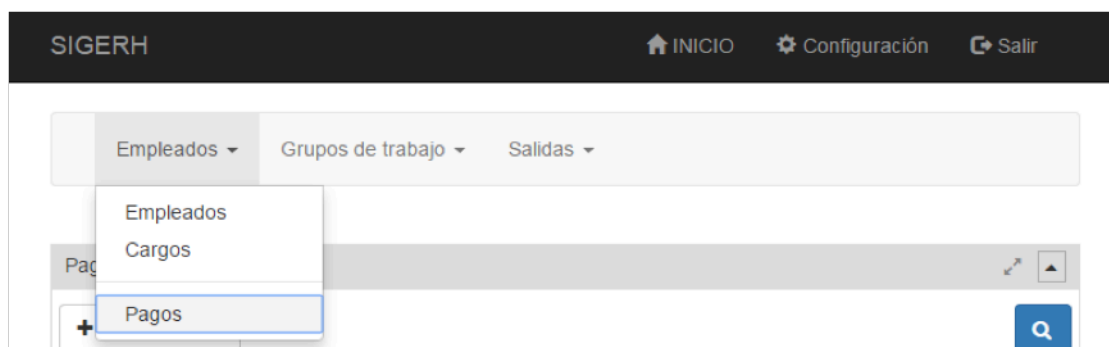 SIGERH INICIO Configuración Salir
Empleados Grupos de trabajo Salidas
Empleados
Cargos
Pag
Pagos